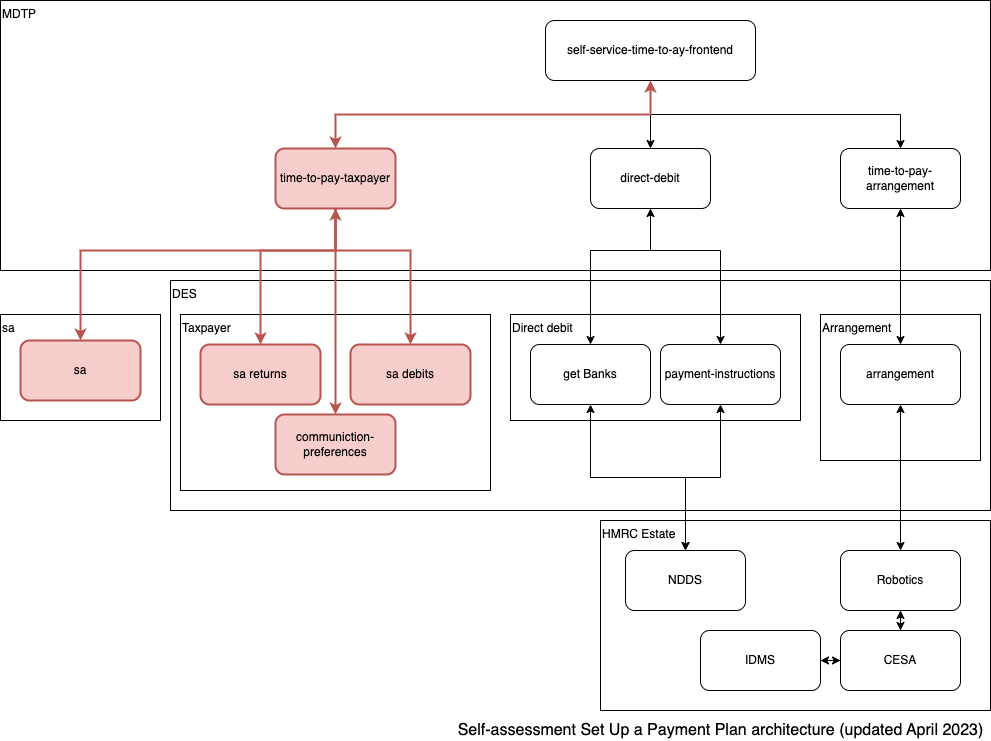 MDTP
self-service-time-to-ay-frontend
time-to-pay-taxpayer
direct-debit
time-to-pay-
arrangement
DES
sa
Taxpayer
Direct debit
Arrangement
sa
sa returns
sa debits
get Banks
payment-instructions
arrangement
communiction-
preferences
HMRC Estate
NDDS
Robotics
IDMS
CESA
Self-assessment Set Up a Payment Plan architecture (updated April 2023)